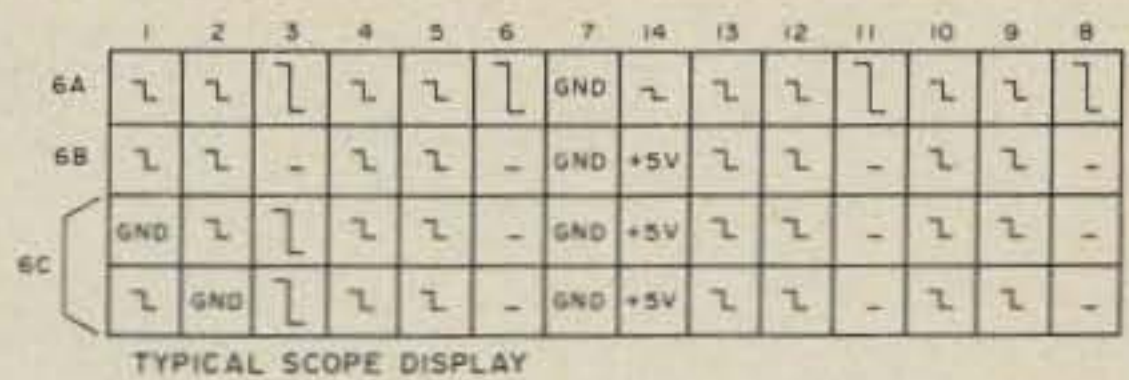 1 2 3 4 5 6 7 14 13 12 11 10 9 8
6A GND
6B GND +5V
6C
GND GND +5V
GND GND +5V
TYPICAL SCOPE DISPLAY